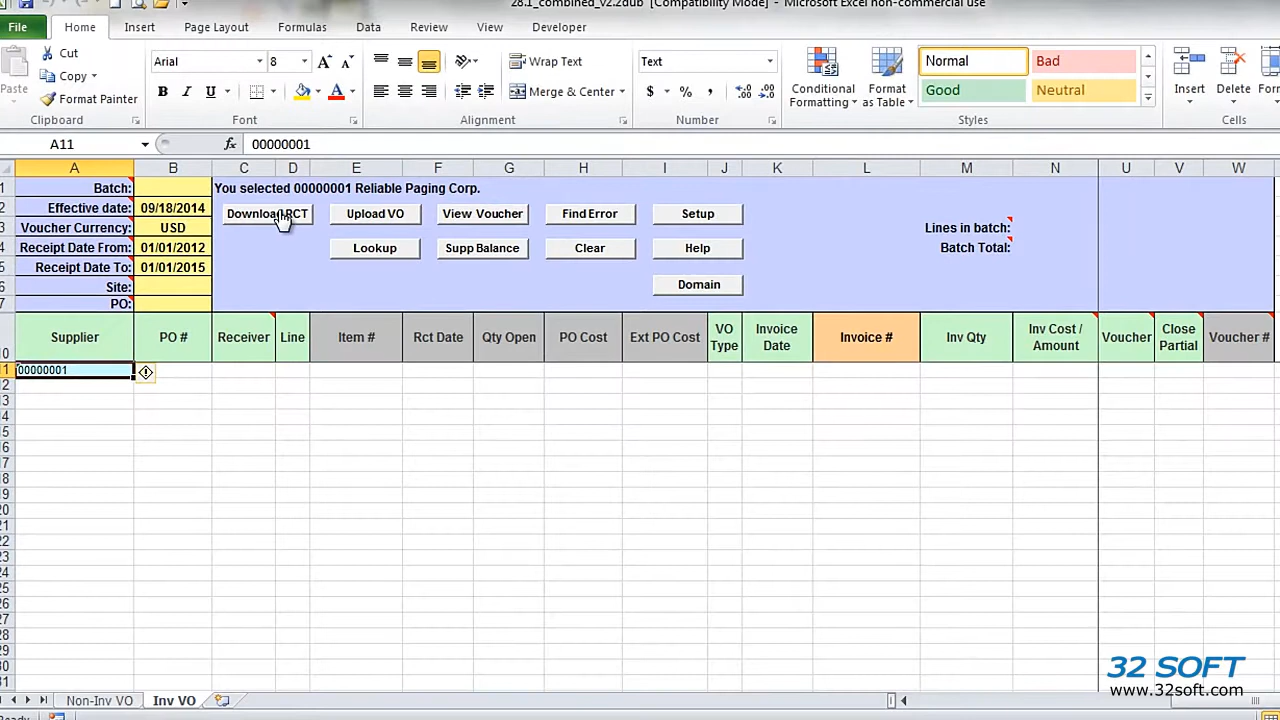 28.1_combined_v2.2dub [Compatibility Mode] - Microsoft Excel non-commercial use
File Home Insert Page Layout Formulas Data Review View Developer
Cut
Copy
Format Painter
Paste
Clipboard
Arial 8
B I U
Font
Wrap Text
Merge & Center
Alignment
Text
$ % ,
Number
Conditional Formatting
Format as Table
Normal Bad
Good Neutral
Styles
Insert Delete
Cells
A11 fx 00000001
A B C D E F G H I J K L M N U V W
Batch: You selected 00000001 Reliable Paging Corp.
Effective date: 09/18/2014
Voucher Currency: USD
Receipt Date From: 01/01/2012
Receipt Date To: 01/01/2015
Site:
PO:
Download RCT Upload VO View Voucher Find Error Setup
Lookup Supp Balance Clear Help
Domain
Lines in batch:
Batch Total:
Supplier PO # Receiver Line Item # Rct Date Qty Open PO Cost Ext PO Cost VO Type Invoice Date Invoice # Inv Qty Inv Cost / Amount Voucher Close Partial Voucher #
00000001
Non-Inv VO Inv VO
32 SOFT
www.32soft.com